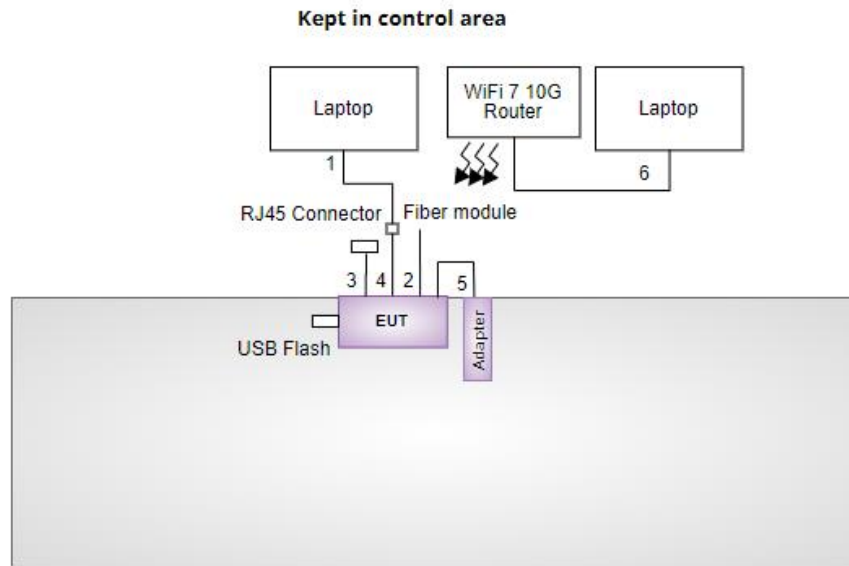 Kept in control area
Laptop
WiFi 7 10G
Router
Laptop
1
6
RJ45 Connector
Fiber module
3
4
2
5
EUT
USB Flash
Adapter